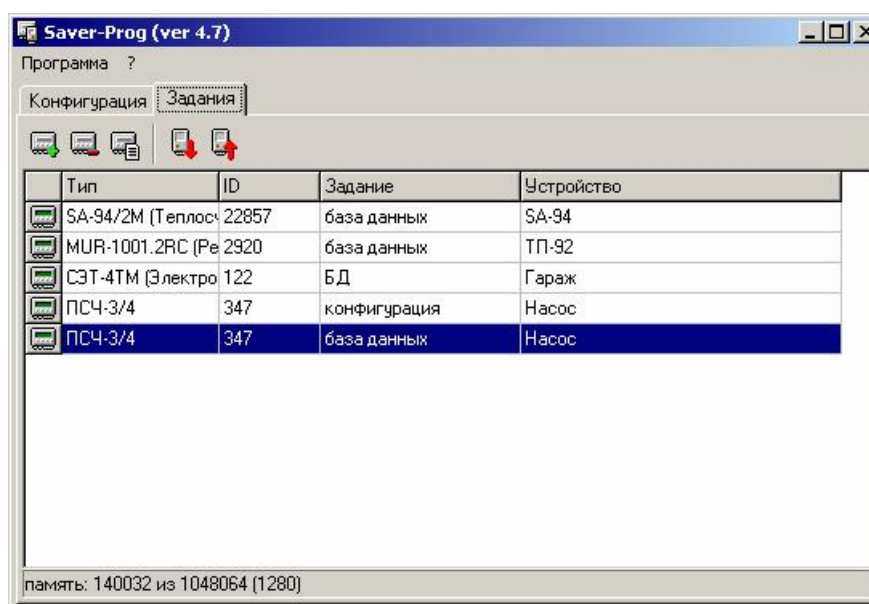 Saver-Prog (ver 4.7)
Программа ?
Конфигурация Задания
Тип ID Задание Устройство
SA-94/2M (Теплосч 22857 база данных SA-94
MUR-1001.2RC (Ре 2920 база данных ТП-92
СЭТ-4ТМ (Электро 122 БД Гараж
ПСЧ-3/4 347 конфигурация Насос
ПСЧ-3/4 347 база данных Насос
память: 140032 из 1048064 (1280)